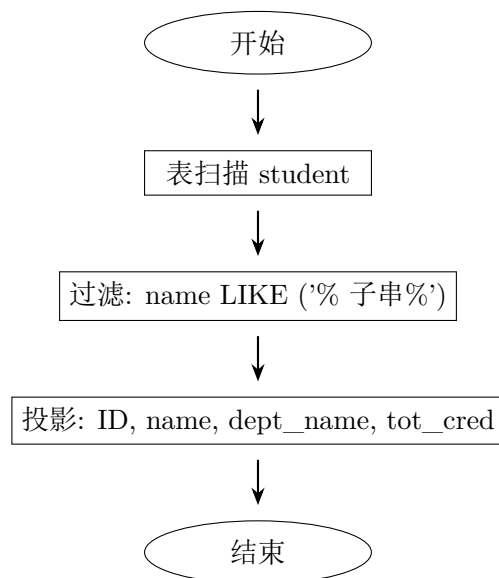 开始
表扫描 student
过滤: name LIKE ('% 子串%')
投影: ID, name, dept_name, tot_cred
结束